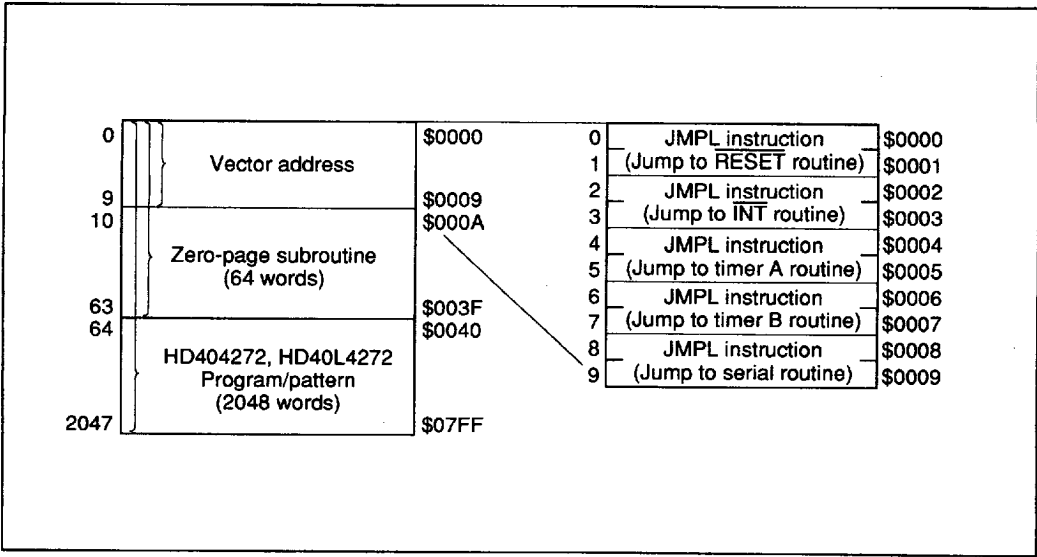 0 $0000
Vector address
9 $0009
10 $000A
Zero-page subroutine
(64 words)
63 $003F
64 $0040
HD404272, HD40L4272
Program/pattern
(2048 words)
2047 $07FF
0 JMPL instruction $0000
1 (Jump to RESET routine) $0001
2 JMPL instruction $0002
3 (Jump to INT routine) $0003
4 JMPL instruction $0004
5 (Jump to timer A routine) $0005
6 JMPL instruction $0006
7 (Jump to timer B routine) $0007
8 JMPL instruction $0008
9 (Jump to serial routine) $0009